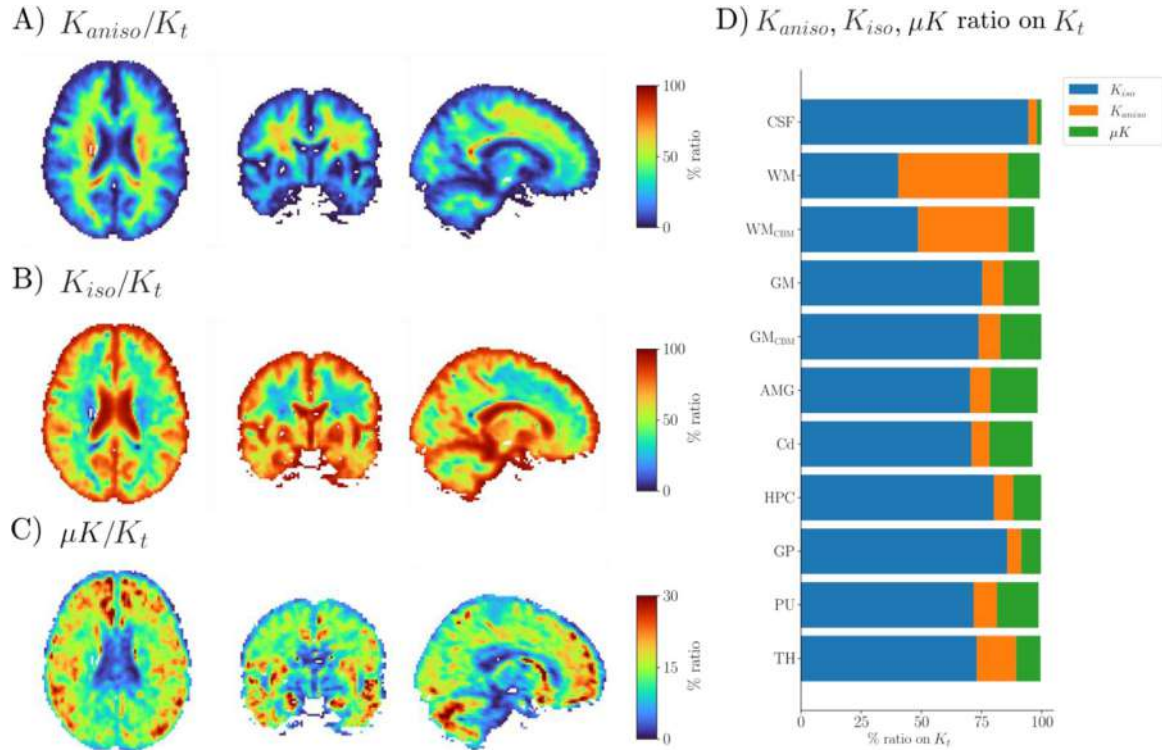 A) K_aniso/K_t
100
50
0
% ratio
B) K_iso/K_t
100
50
0
% ratio
C) μK/K_t
30
15
0
% ratio
D) K_aniso, K_iso, μK ratio on K_t
K_iso
K_aniso
μK
CSF
WM
WM_CBM
GM
GM_CBM
AMG
Cd
HPC
GP
PU
TH
0 25 50 75 100
% ratio on K_t